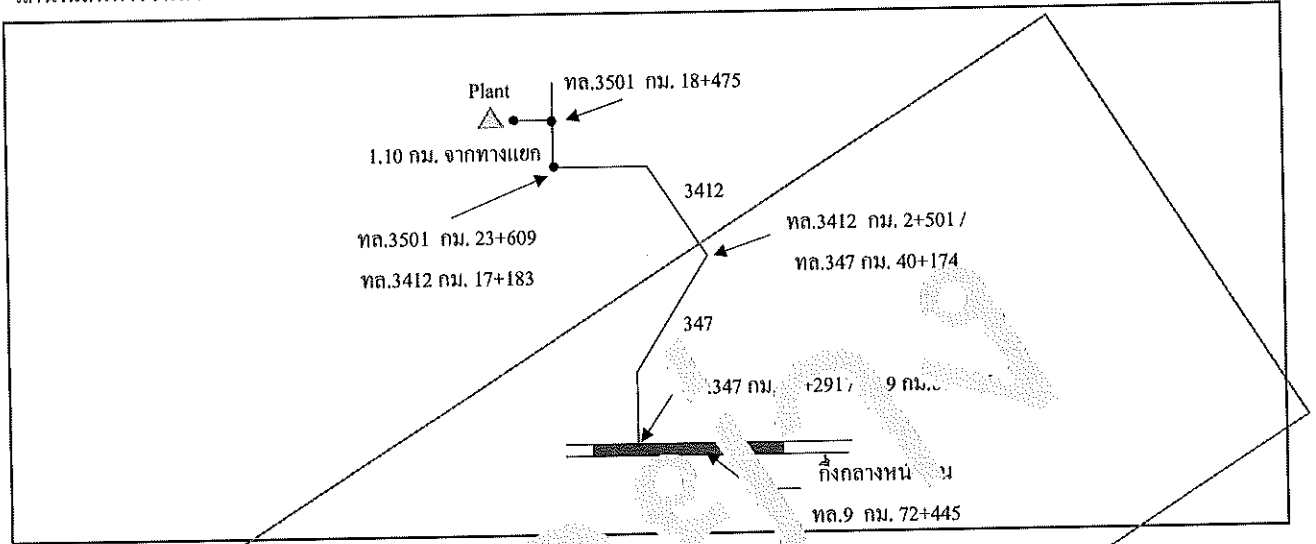 Plant
ทล.3501 กม. 18+475
1.10 กม. จากทางแยก
3412
ทล.3501 กม. 23+609
ทล.3412 กม. 17+183
ทล.3412 กม. 2+501 /
ทล.347 กม. 40+174
347
.347 กม. +291 / 9 กม.
กึ่งกลางห
ทล.9 กม. 72+445